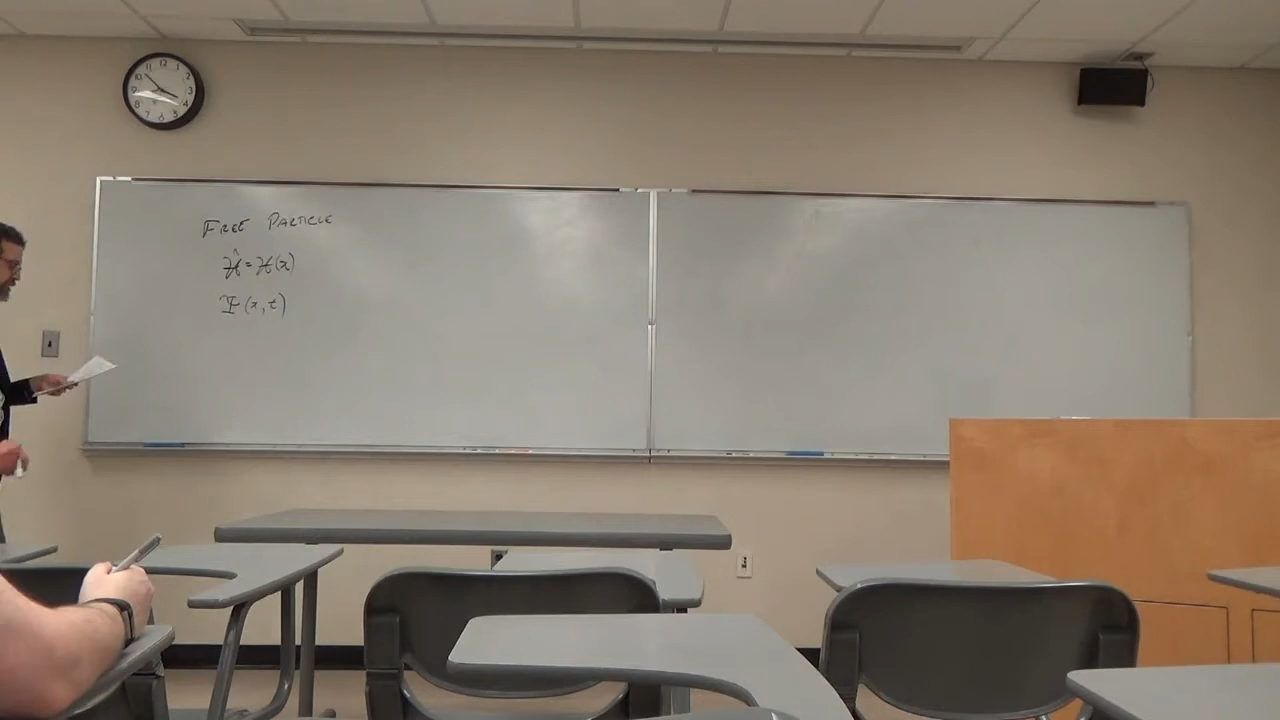 FREE PARTICLE
Ĥ = H(x)
Ψ(x,t)